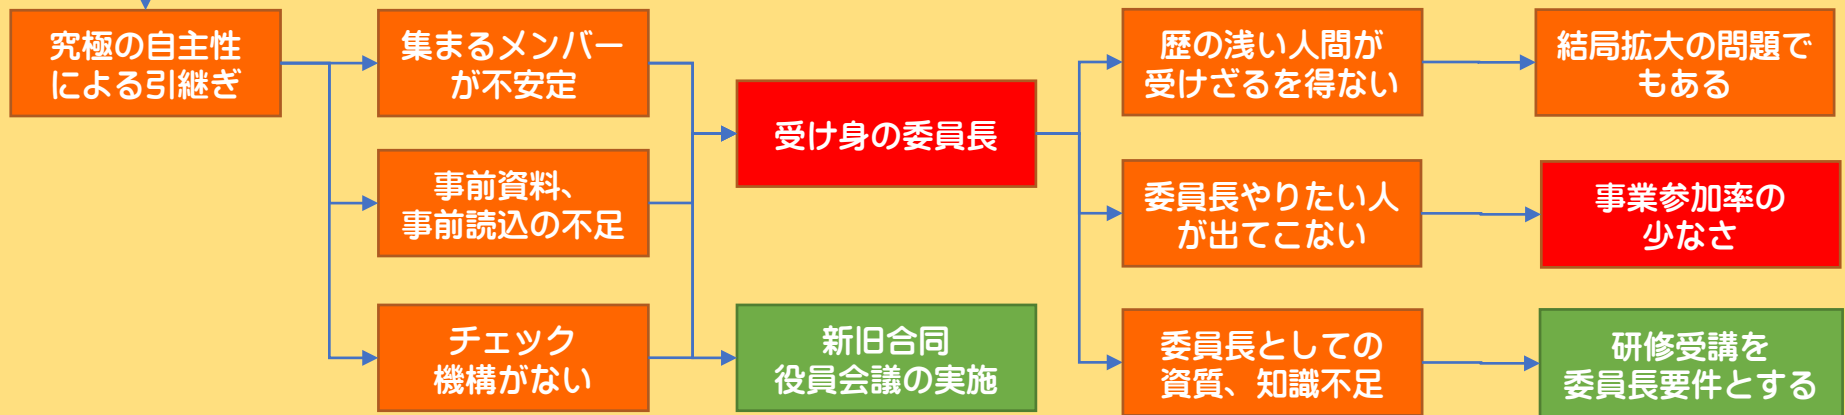 究極の自主性
による引継ぎ
集まるメンバー
が不安定
事前資料、
事前読込の不足
チェック
機構がない
受け身の委員長
新旧合同
役員会議の実施
歴の浅い人間が
受けざるを得ない
委員長やりたい人
が出てこない
委員長としての
資質、知識不足
結局拡大の問題で
もある
事業参加率の
少なさ
研修受講を
委員長要件とする